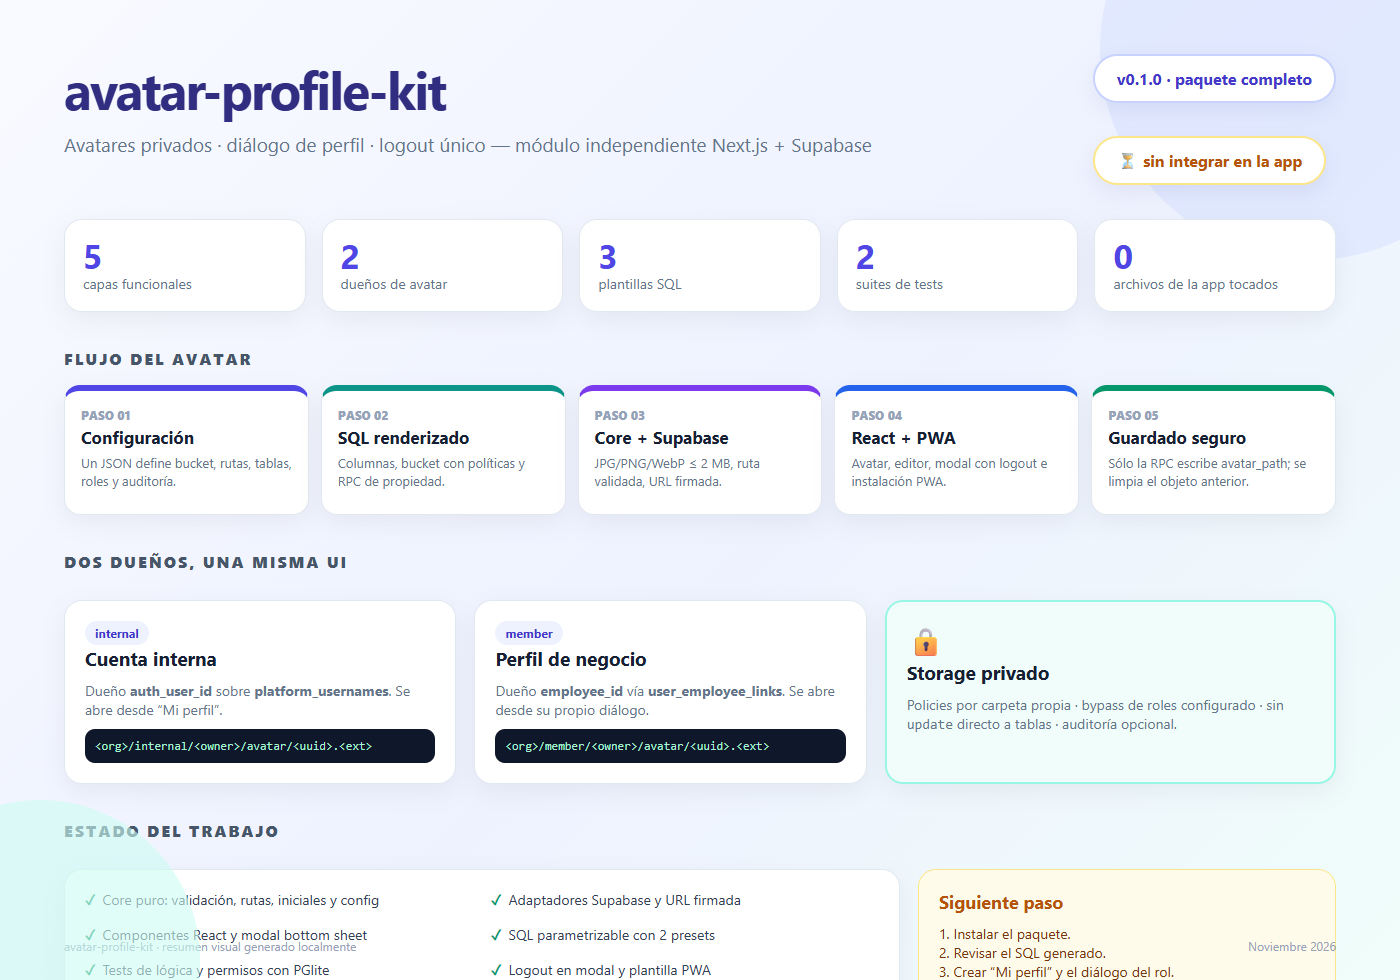 avatar-profile-kit
Avatares privados · diálogo de perfil · logout único — módulo independiente Next.js + Supabase
v0.1.0 · paquete completo
⏳ sin integrar en la app
5
capas funcionales
2
dueños de avatar
3
plantillas SQL
2
suites de tests
0
archivos de la app tocados
FLUJO DEL AVATAR
PASO 01
Configuración
Un JSON define bucket, rutas, tablas,
roles y auditoría.
PASO 02
SQL renderizado
Columnas, bucket con políticas y
RPC de propiedad.
PASO 03
Core + Supabase
JPG/PNG/WebP ≤ 2 MB, ruta
validada, URL firmada.
PASO 04
React + PWA
Avatar, editor, modal con logout e
instalación PWA.
PASO 05
Guardado seguro
Sólo la RPC escribe avatar_path; se
limpia el objeto anterior.
DOS DUEÑOS, UNA MISMA UI
internal
Cuenta interna
Dueño auth_user_id sobre platform_usernames. Se
abre desde “Mi perfil”.
<org>/internal/<owner>/avatar/<uuid>.<ext>
member
Perfil de negocio
Dueño employee_id vía user_employee_links. Se abre
desde su propio diálogo.
<org>/member/<owner>/avatar/<uuid>.<ext>
🔒
Storage privado
Policies por carpeta propia · bypass de roles configurado · sin
update directo a tablas · auditoría opcional.
ESTADO DEL TRABAJO
✓ Core puro: validación, rutas, iniciales y config
✓ Adaptadores Supabase y URL firmada
✓ Componentes React y modal bottom sheet
✓ SQL parametrizable con 2 presets
✓ Tests de lógica y permisos con PGlite
✓ Logout en modal y plantilla PWA
Siguiente paso
1. Instalar el paquete.
2. Revisar el SQL generado.
3. Crear “Mi perfil” y el diálogo del rol.
avatar-profile-kit · resumen visual generado localmente
Noviembre 2026